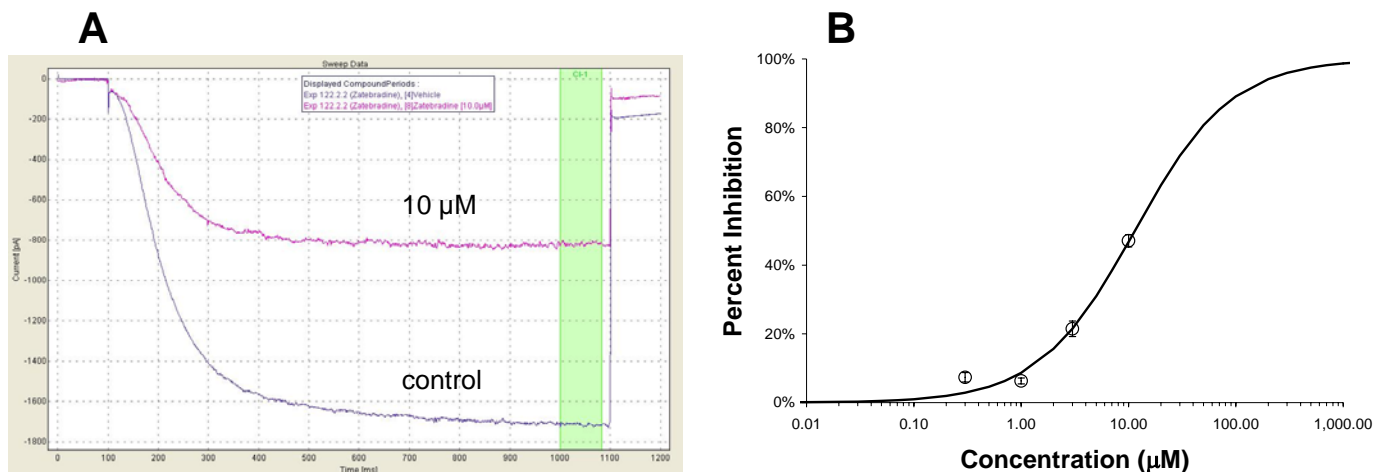 A
Sweep Data
CI-1
Displayed CompoundPeriods :
Exp 122.2.2 (Zatebradine), [4]Vehicle
Exp 122.2.2 (Zatebradine), [9]Zatebradine [10.0µM]
0
-200
-400
-600
-800
-1000
-1200
-1400
-1600
-1800
Current [pA]
10 µM
control
0 100 200 300 400 500 600 700 800 900 1000 1100 1200
Time [ms]
B
100%
80%
60%
40%
20%
0%
Percent Inhibition
0.01 0.10 1.00 10.00 100.00 1,000.00
Concentration (µM)